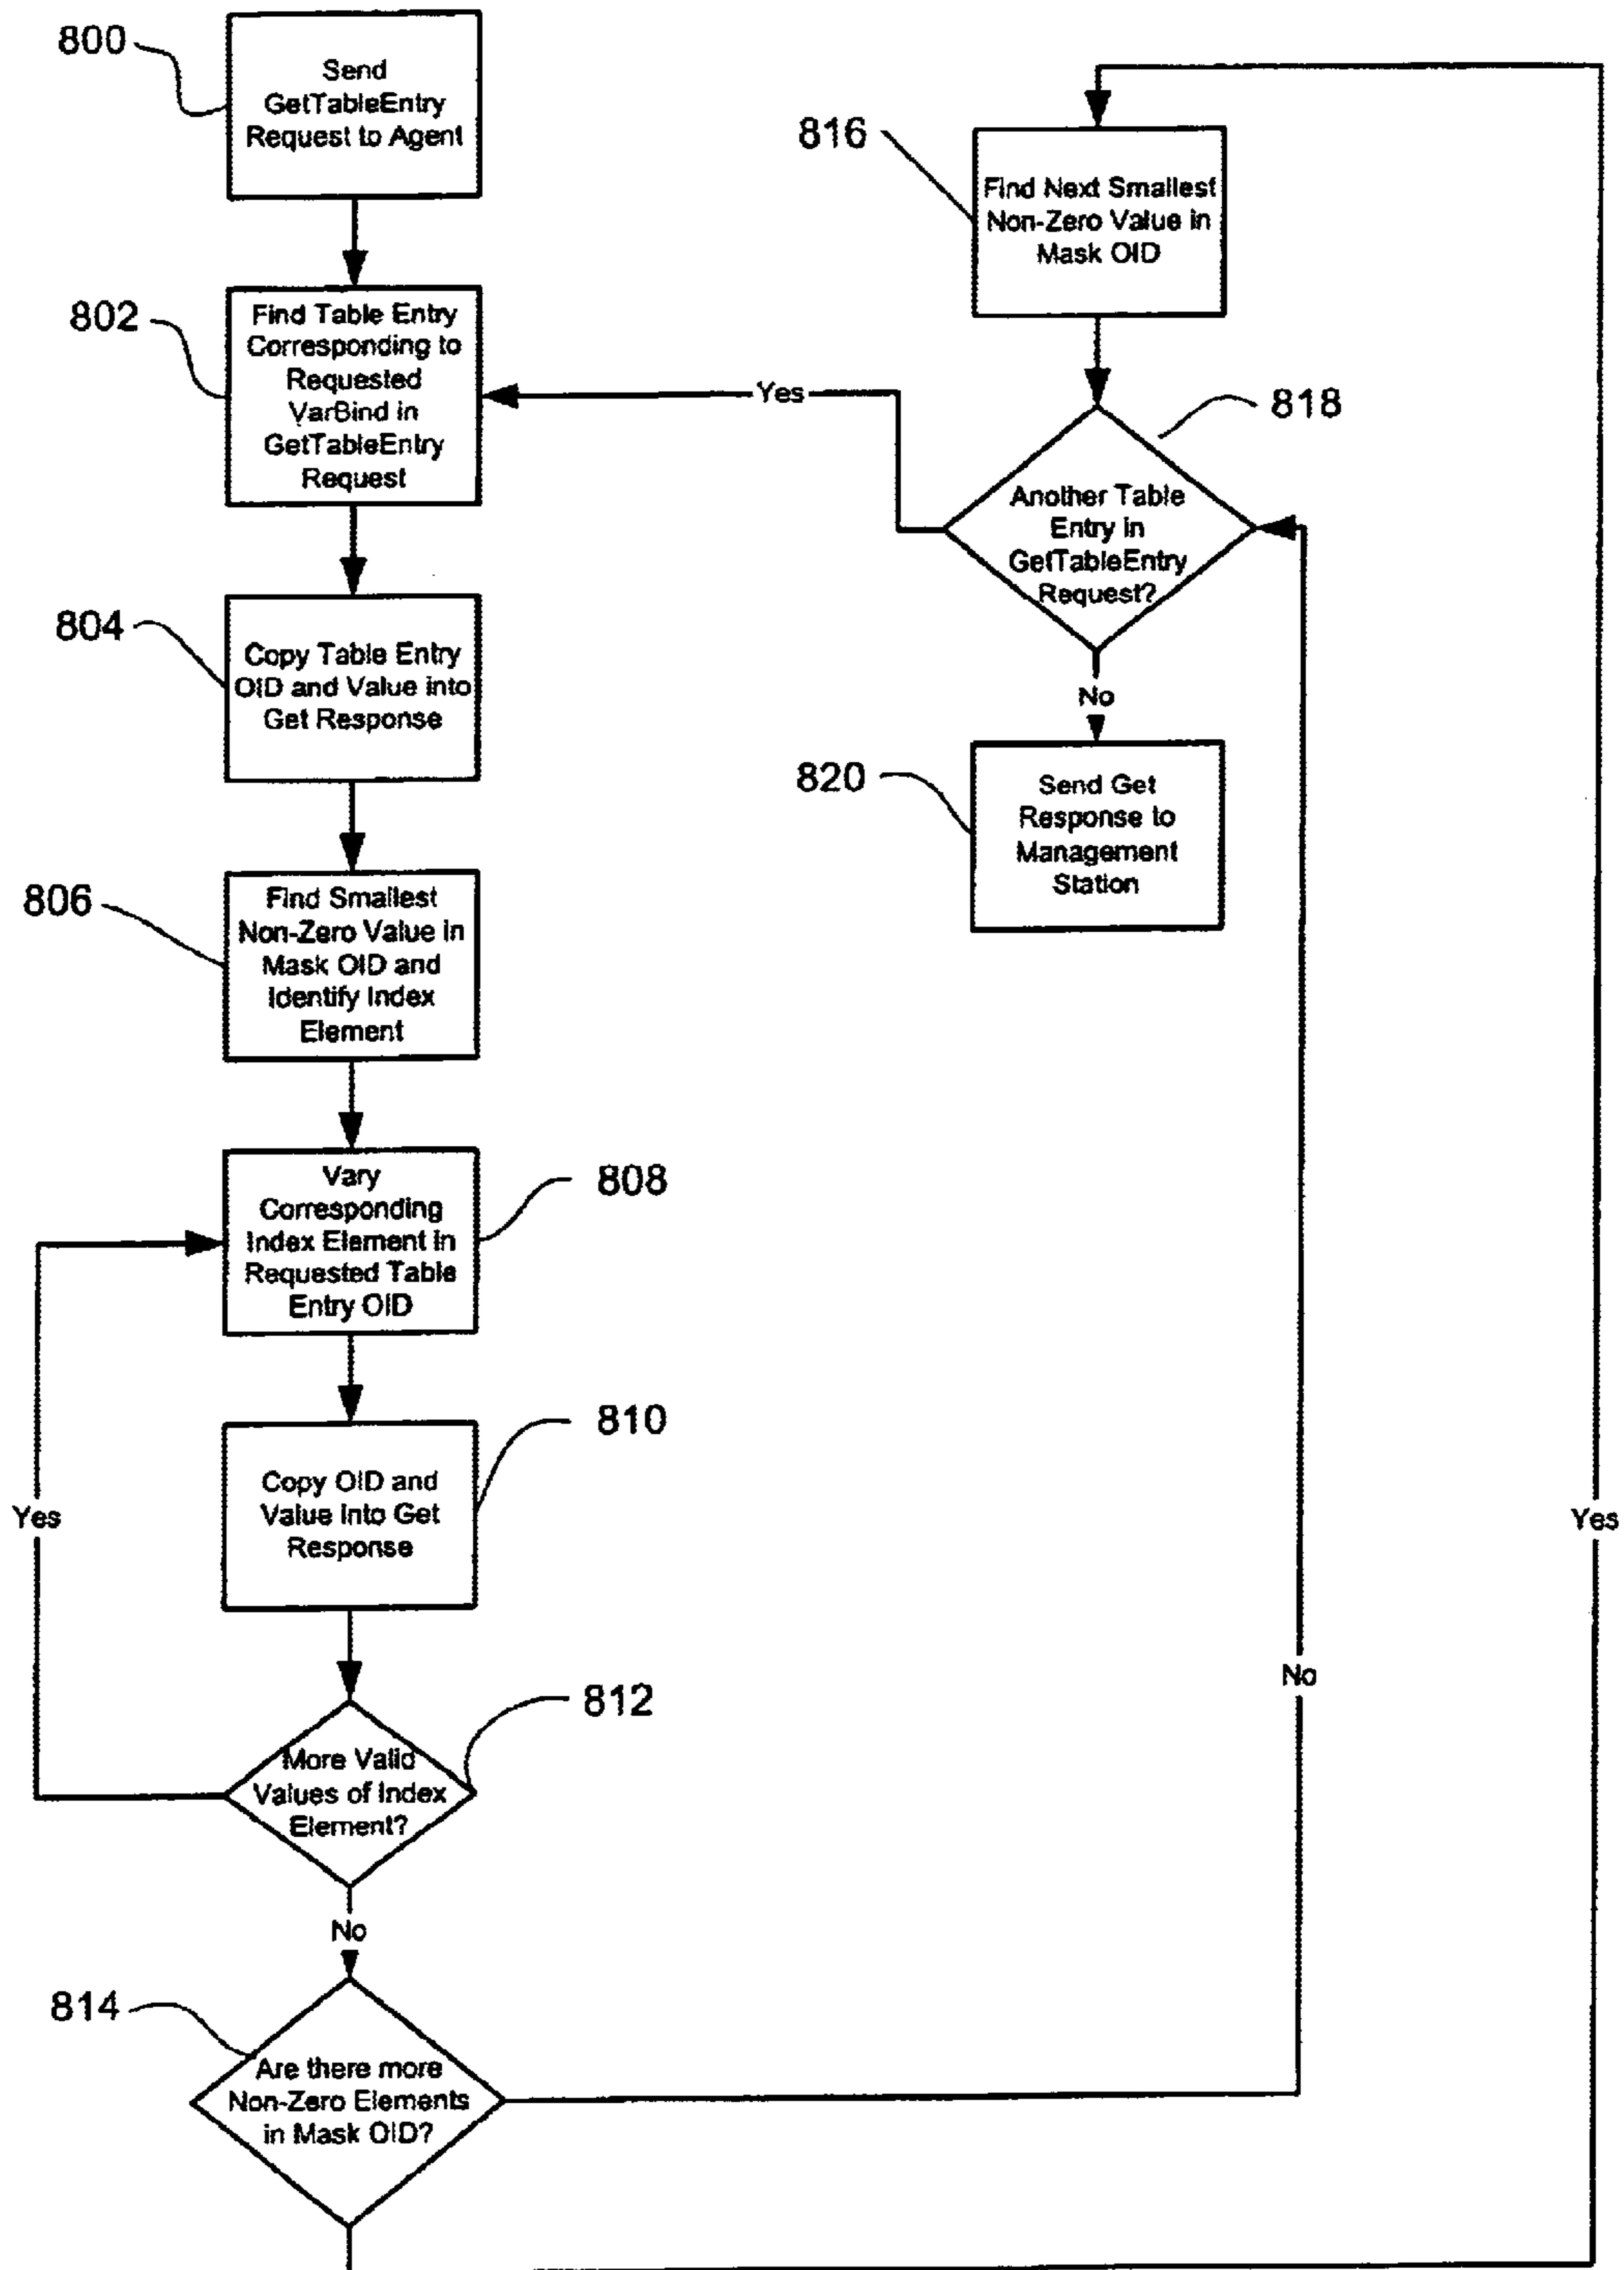 800
Send
GetTableEntry
Request to Agent
802
Find Table Entry
Corresponding to
Requested
VarBind in
GetTableEntry
Request
804
Copy Table Entry
OID and Value into
Get Response
806
Find Smallest
Non-Zero Value in
Mask OID and
Identify Index
Element
808
Vary
Corresponding
Index Element in
Requested Table
Entry OID
810
Copy OID and
Value into Get
Response
812
More Valid
Values of Index
Element?
Yes
No
814
Are there more
Non-Zero Elements
in Mask OID?
No
Yes
816
Find Next Smallest
Non-Zero Value in
Mask OID
818
Another Table
Entry in
GetTableEntry
Request?
Yes
No
820
Send Get
Response to
Management
Station